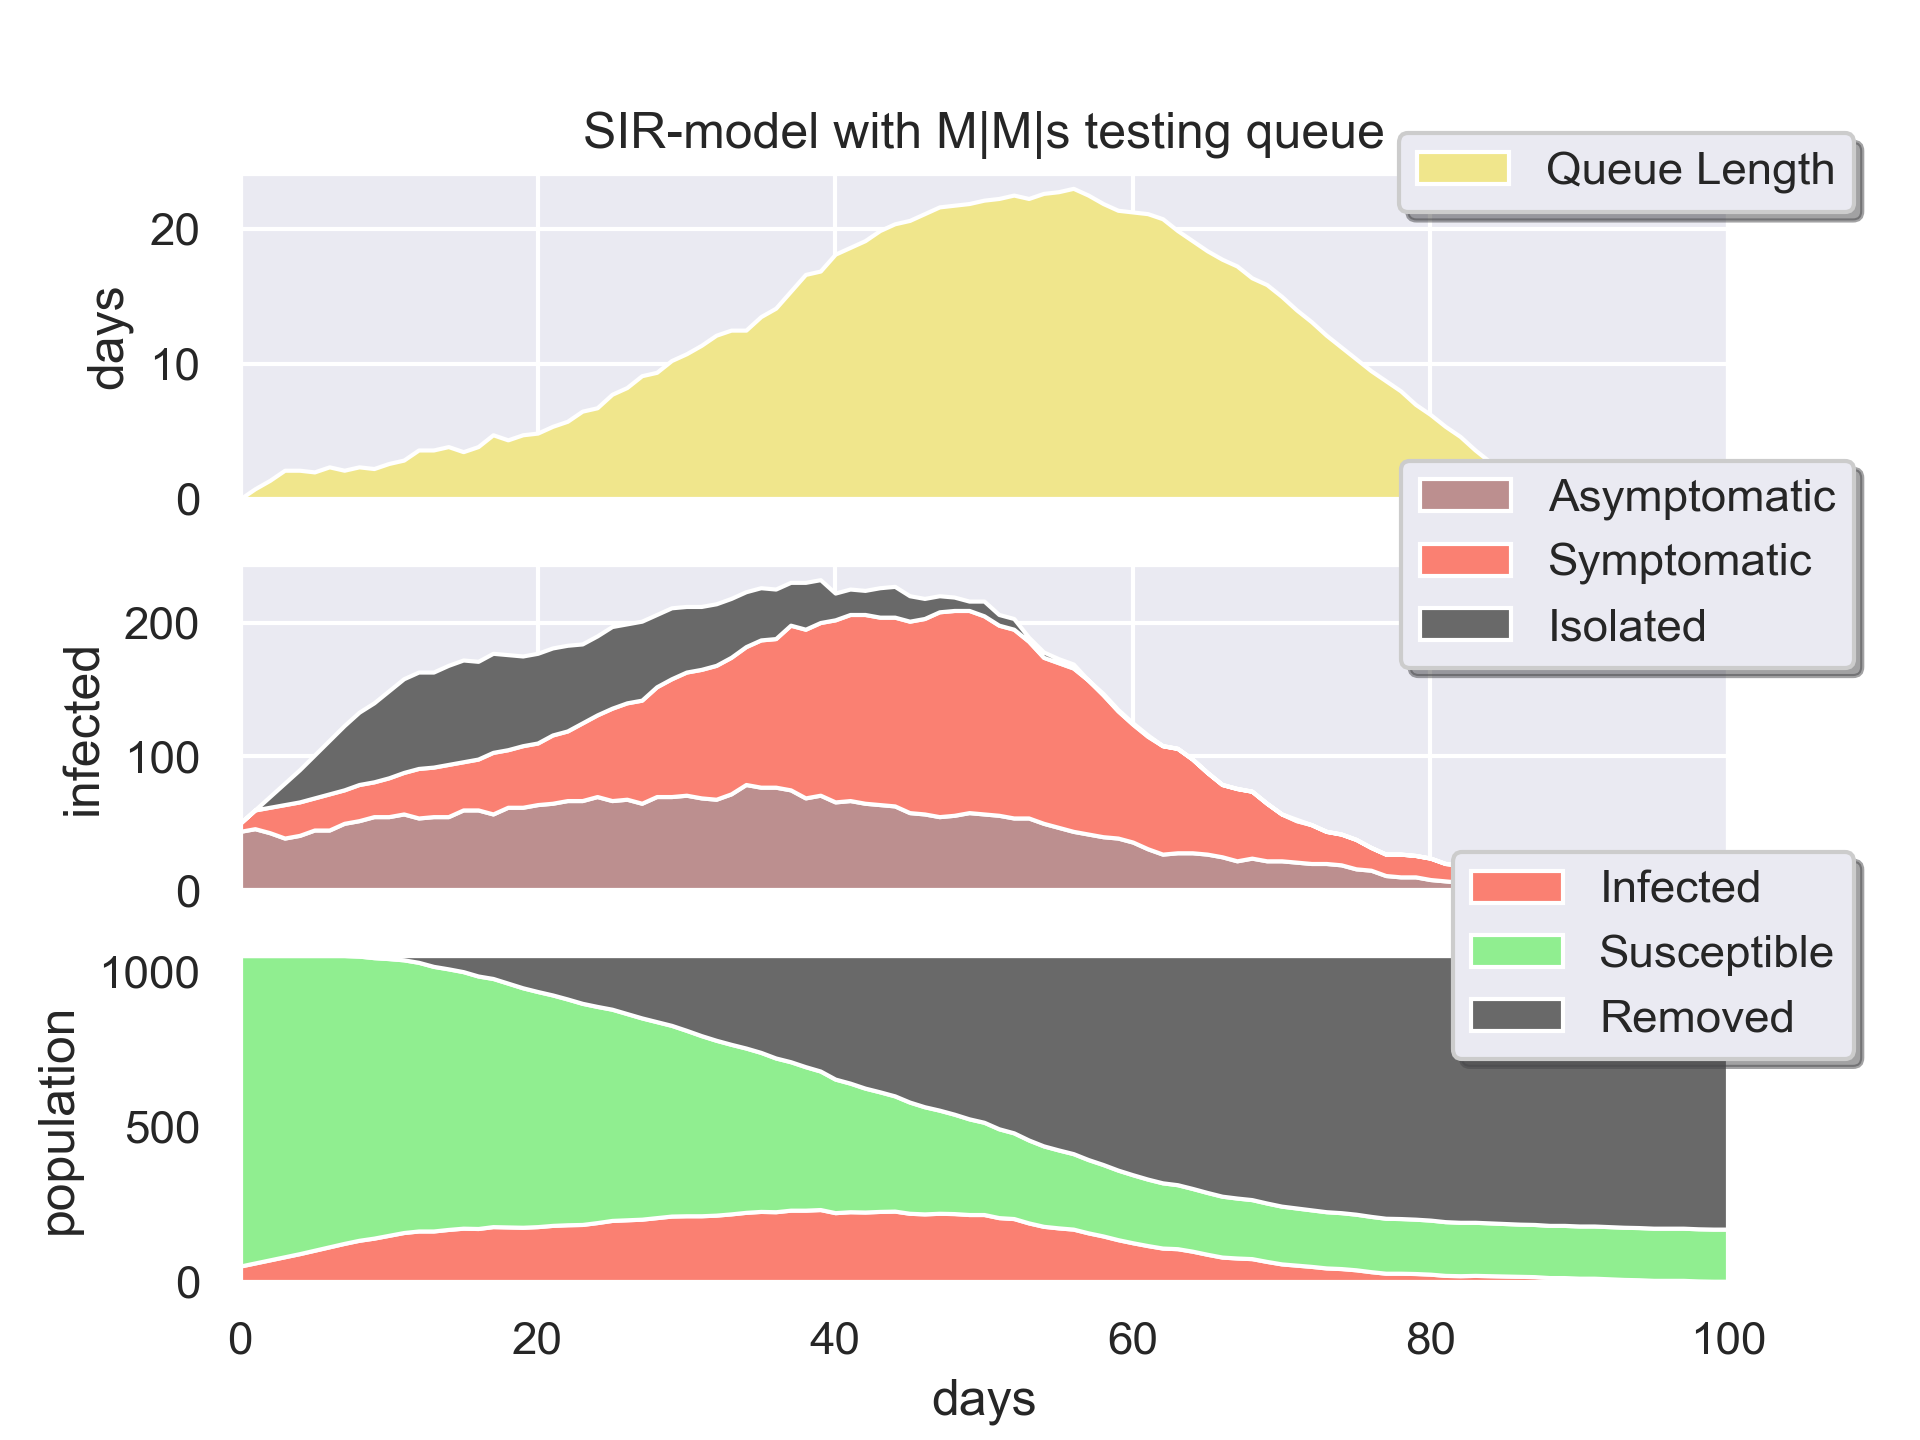 SIR-model with M|M|s testing queue
Queue Length
20
10
0
days
Asymptomatic
Symptomatic
Isolated
200
100
0
infected
Infected
Susceptible
Removed
1000
500
0
population
0 20 40 60 80 100
days